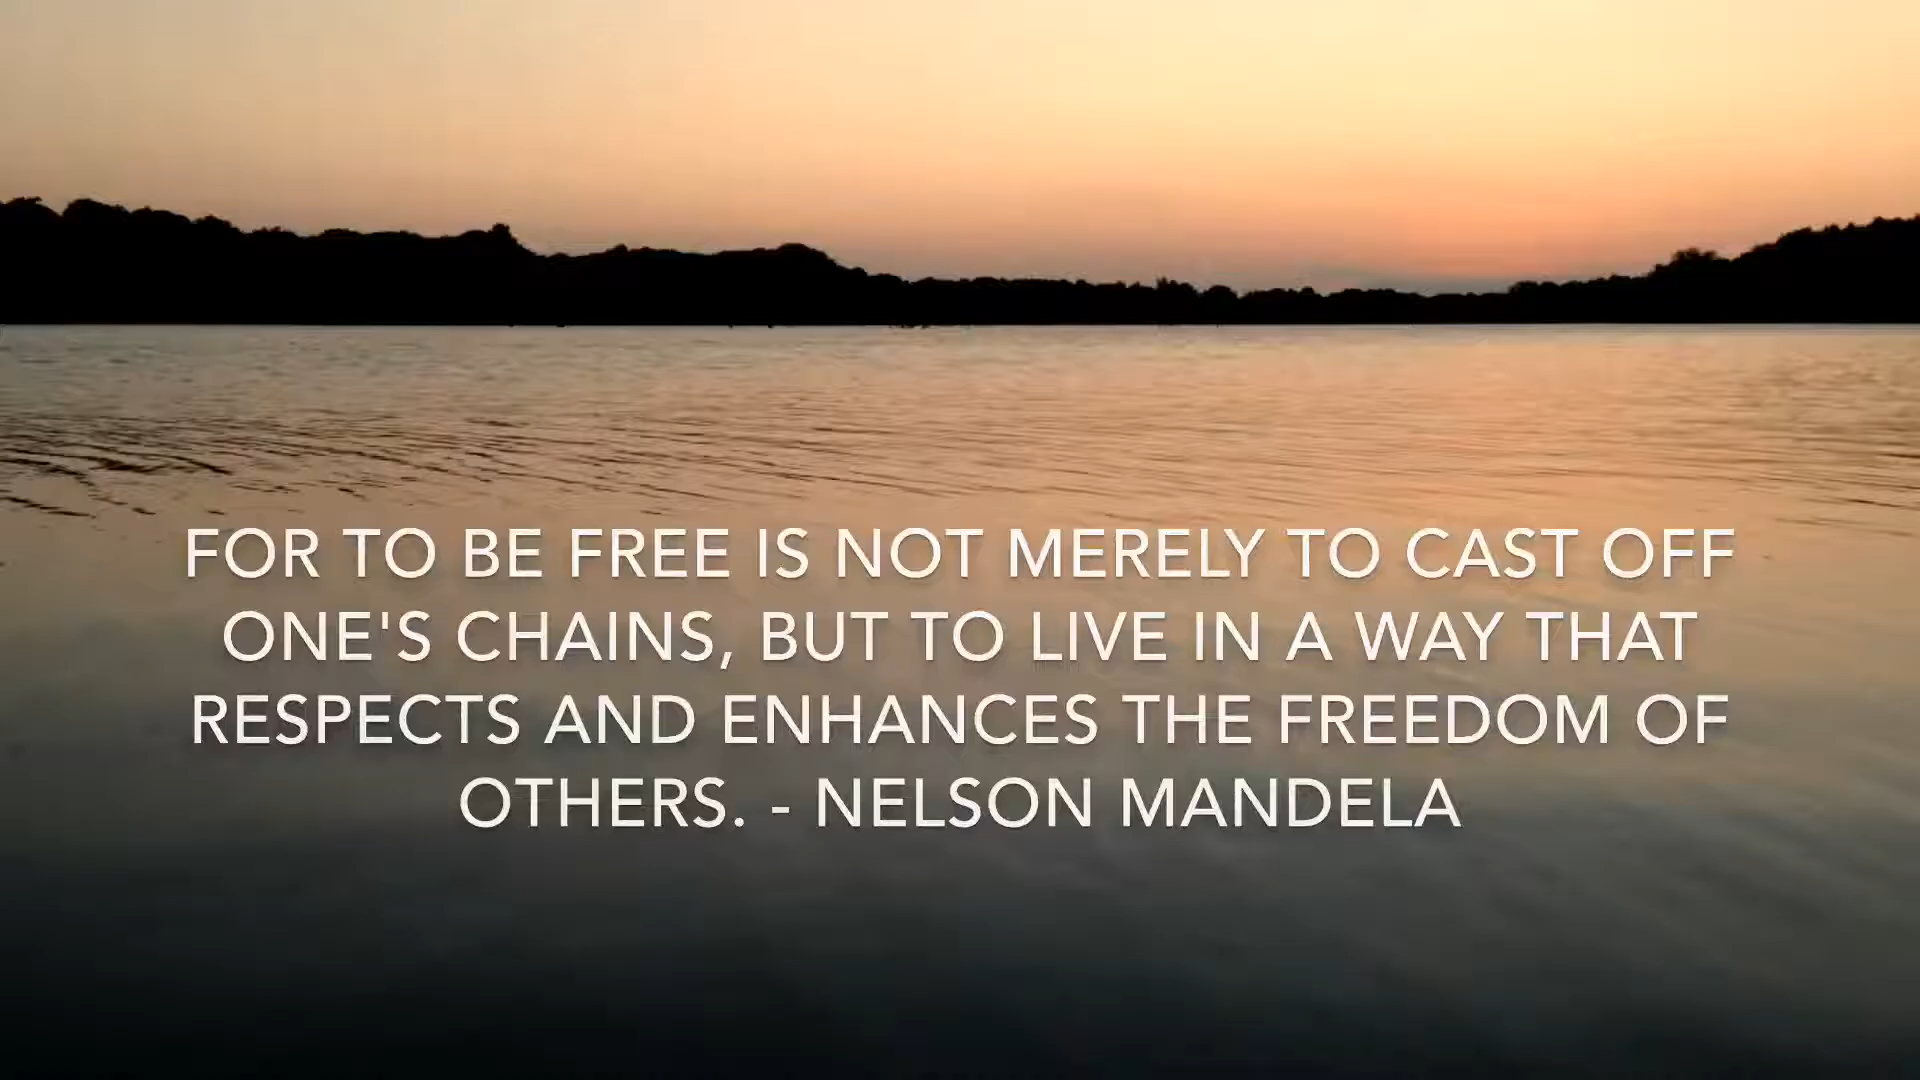 FOR TO BE FREE IS NOT MERELY TO CAST OFF
ONE'S CHAINS, BUT TO LIVE IN A WAY THAT
RESPECTS AND ENHANCES THE FREEDOM OF
OTHERS. - NELSON MANDELA